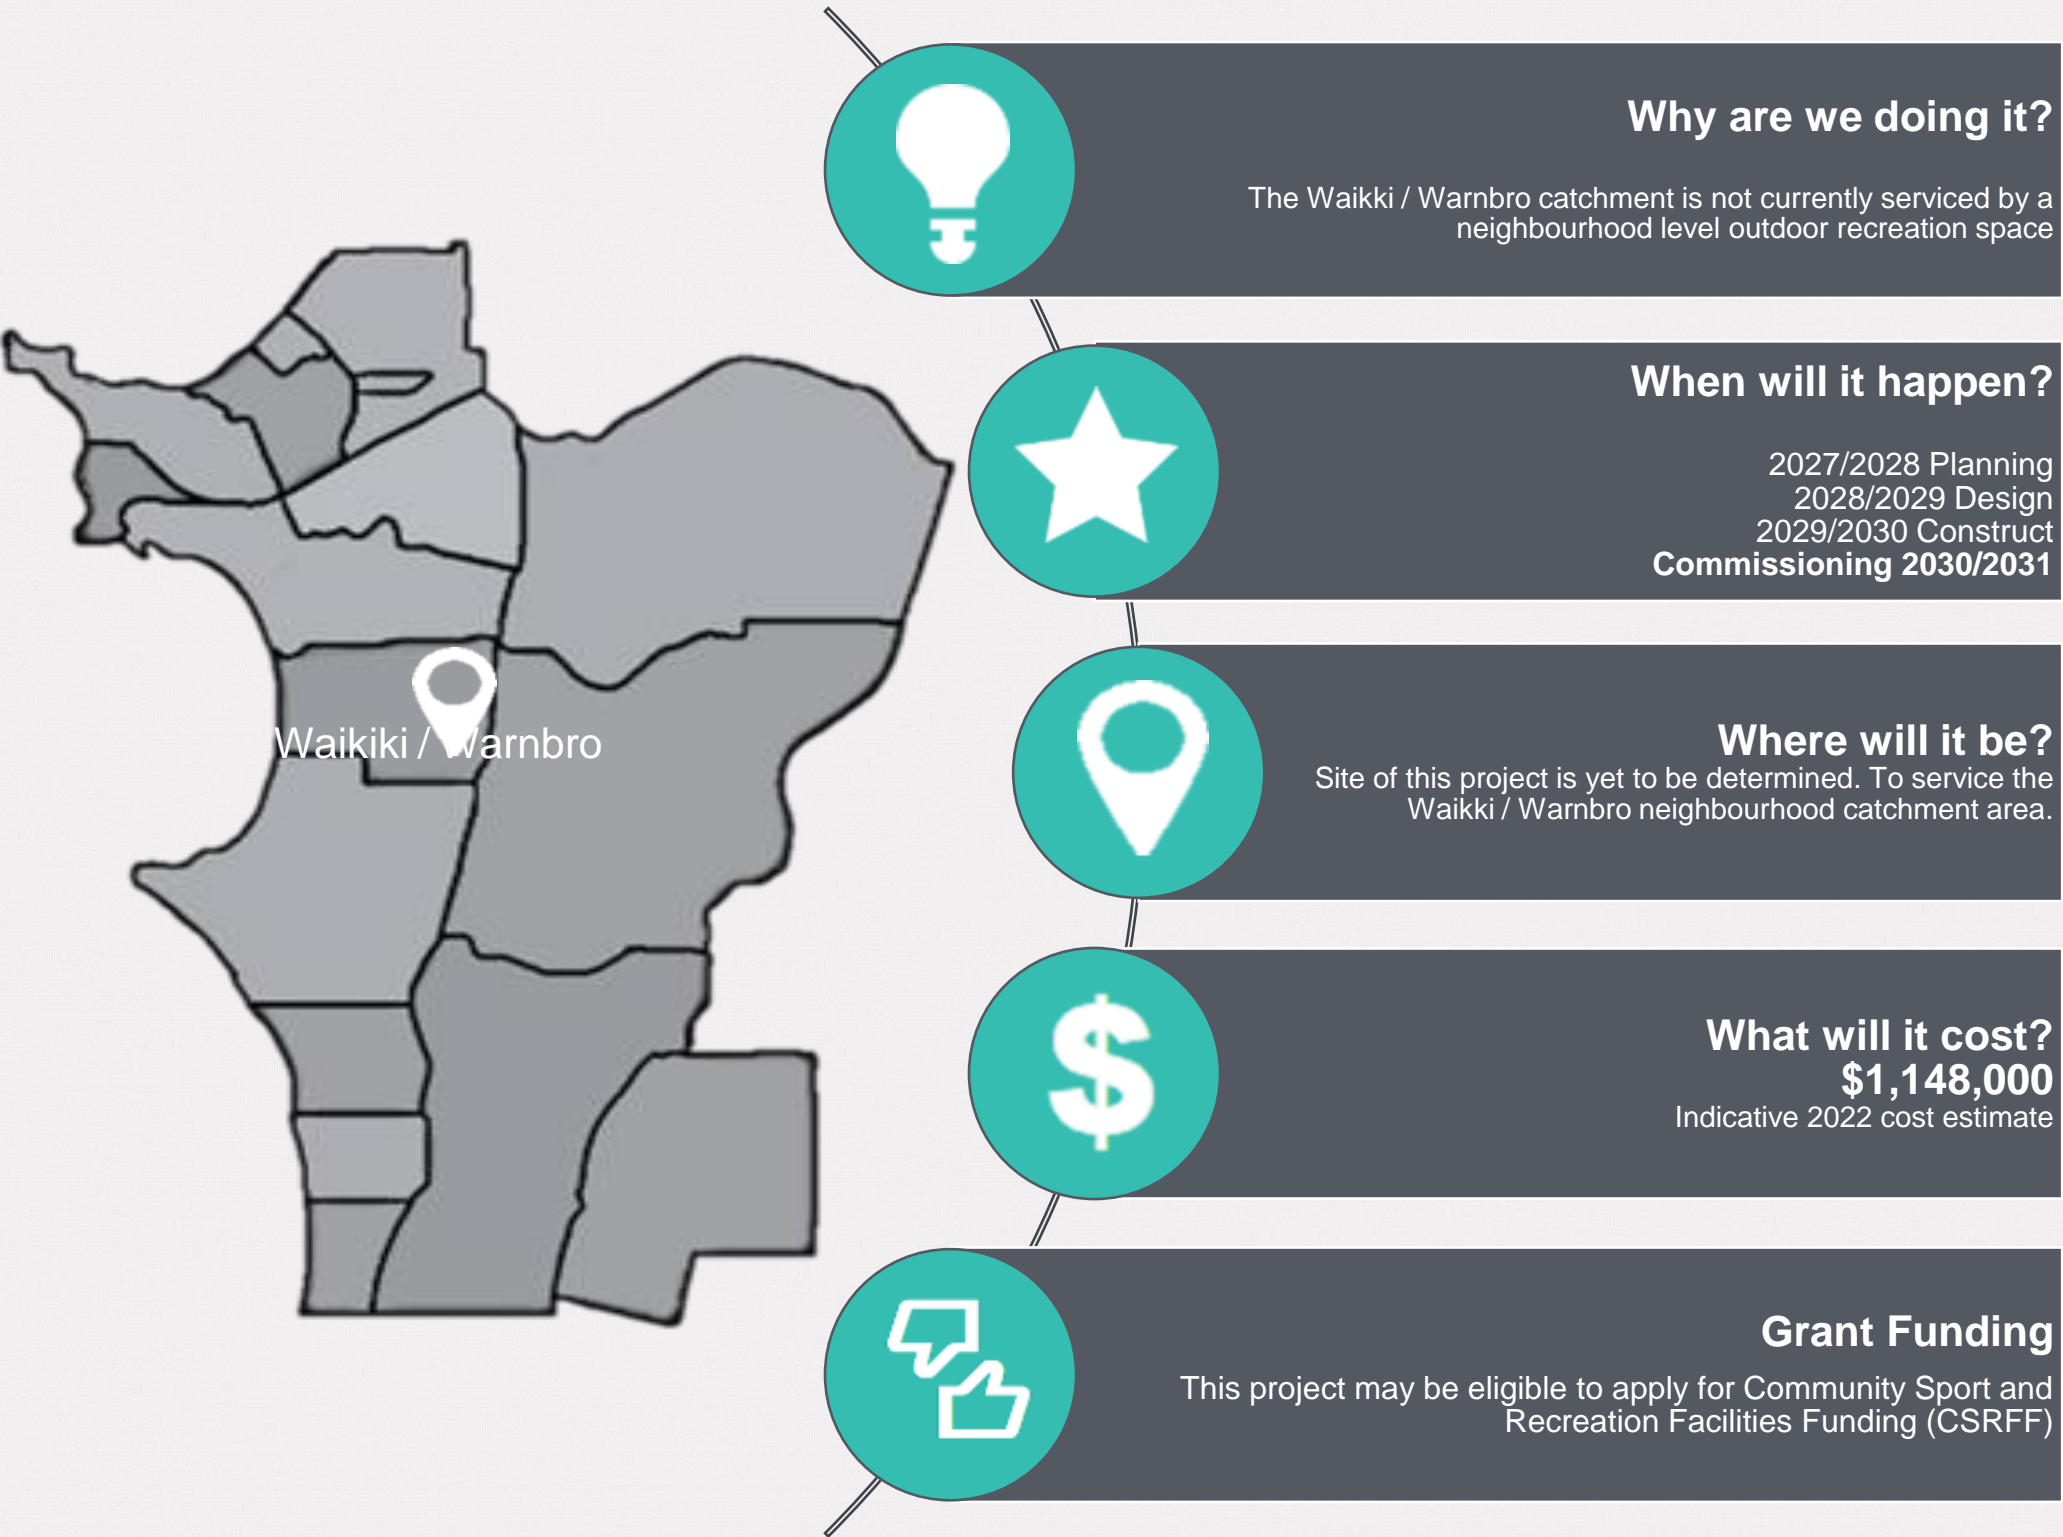 Why are we doing it?
The Waikki / Warnbro catchment is not currently serviced by a
neighbourhood level outdoor recreation space
When will it happen?
2027/2028 Planning
2028/2029 Design
2029/2030 Construct
Commissioning 2030/2031
Waikiki / Warnbro
Where will it be?
Site of this project is yet to be determined. To service the
Waikki / Warnbro neighbourhood catchment area.
What will it cost?
$1,148,000
Indicative 2022 cost estimate
Grant Funding
This project may be eligible to apply for Community Sport and
Recreation Facilities Funding (CSRFF)